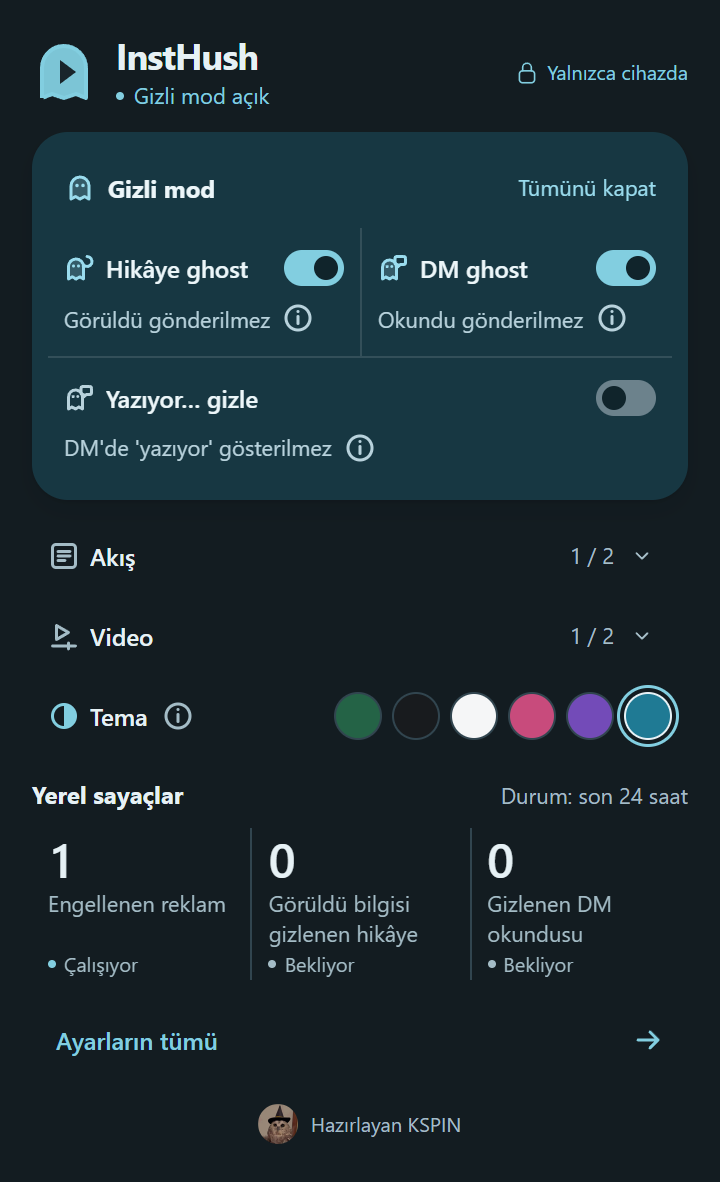 InstHush
Gizli mod açık
Yalnızca cihazda
Gizli mod
Tümünü kapat
Hikâye ghost
Görüldü gönderilmez
DM ghost
Okundu gönderilmez
Yazıyor... gizle
DM'de 'yazıyor' gösterilmez
Akış
1 / 2
Video
1 / 2
Tema
Yerel sayaçlar
Durum: son 24 saat
1
Engellenen reklam
Çalışıyor
0
Görüldü bilgisi
gizlenen hikâye
Bekliyor
0
Gizlenen DM
okundusu
Bekliyor
Ayarların tümü
Hazırlayan KSPIN